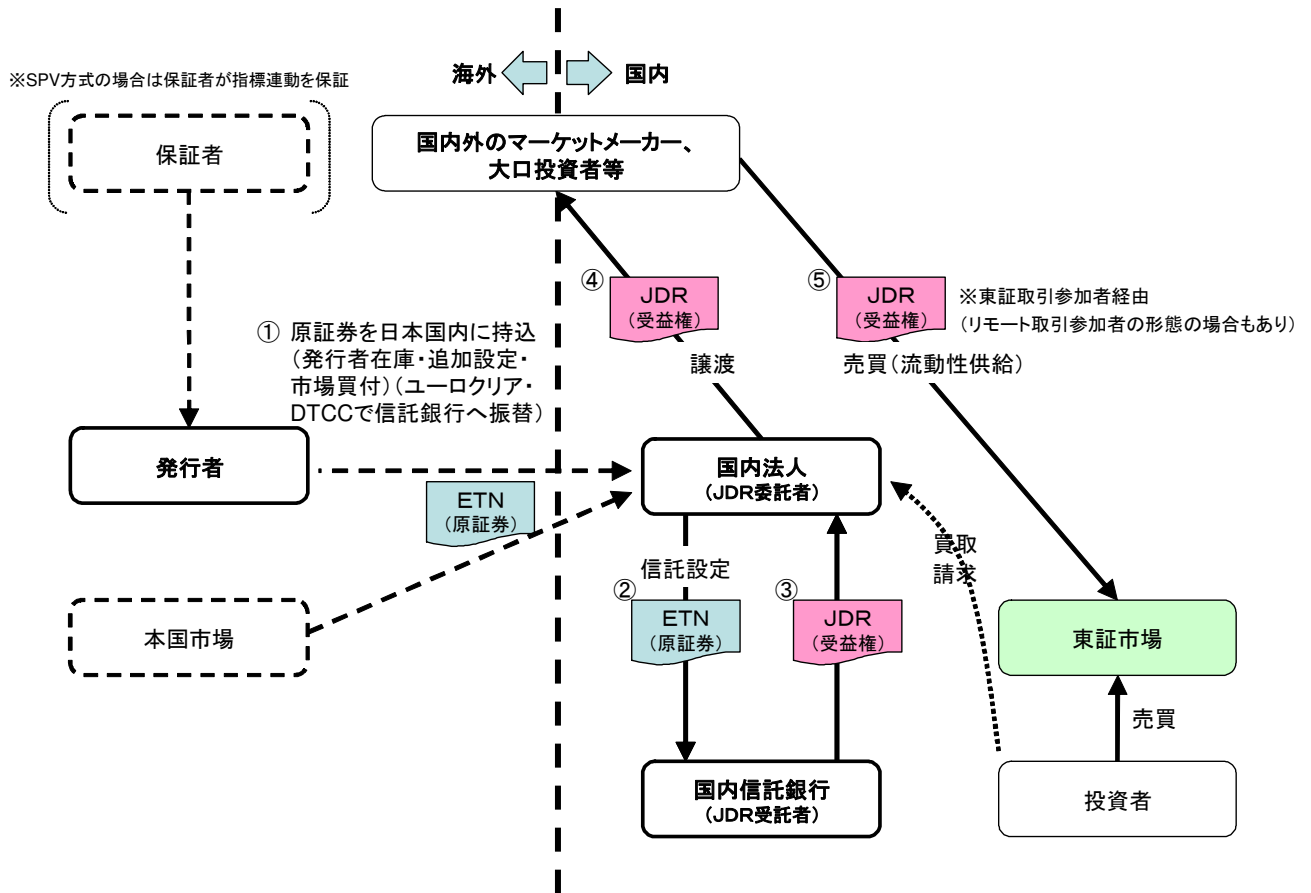 ※SPV方式の場合は保証者が指標連動を保証
海外
国内
保証者
国内外のマーケットメーカー、
大口投資者等
④
JDR
(受益権)
譲渡
⑤
JDR
(受益権)
※東証取引参加者経由
(リモート取引参加者の形態の場合もあり)
売買(流動性供給)
① 原証券を日本国内に持込
(発行者在庫・追加設定・
市場買付)(ユーロクリア・
DTCCで信託銀行へ振替)
発行者
ETN
(原証券)
国内法人
(JDR委託者)
買取
請求
信託設定
②
ETN
(原証券)
③
JDR
(受益権)
本国市場
東証市場
売買
国内信託銀行
(JDR受託者)
投資者